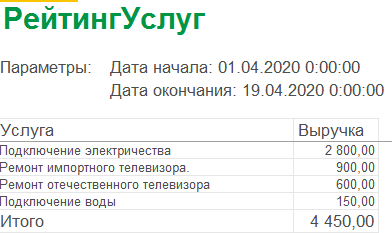 РейтингУслуг
Параметры: Дата начала: 01.04.2020 0:00:00
Дата окончания: 19.04.2020 0:00:00
Услуга Выручка
Подключение электричества 2 800,00
Ремонт импортного телевизора. 900,00
Ремонт отечественного телевизора 600,00
Подключение воды 150,00
Итого 4 450,00